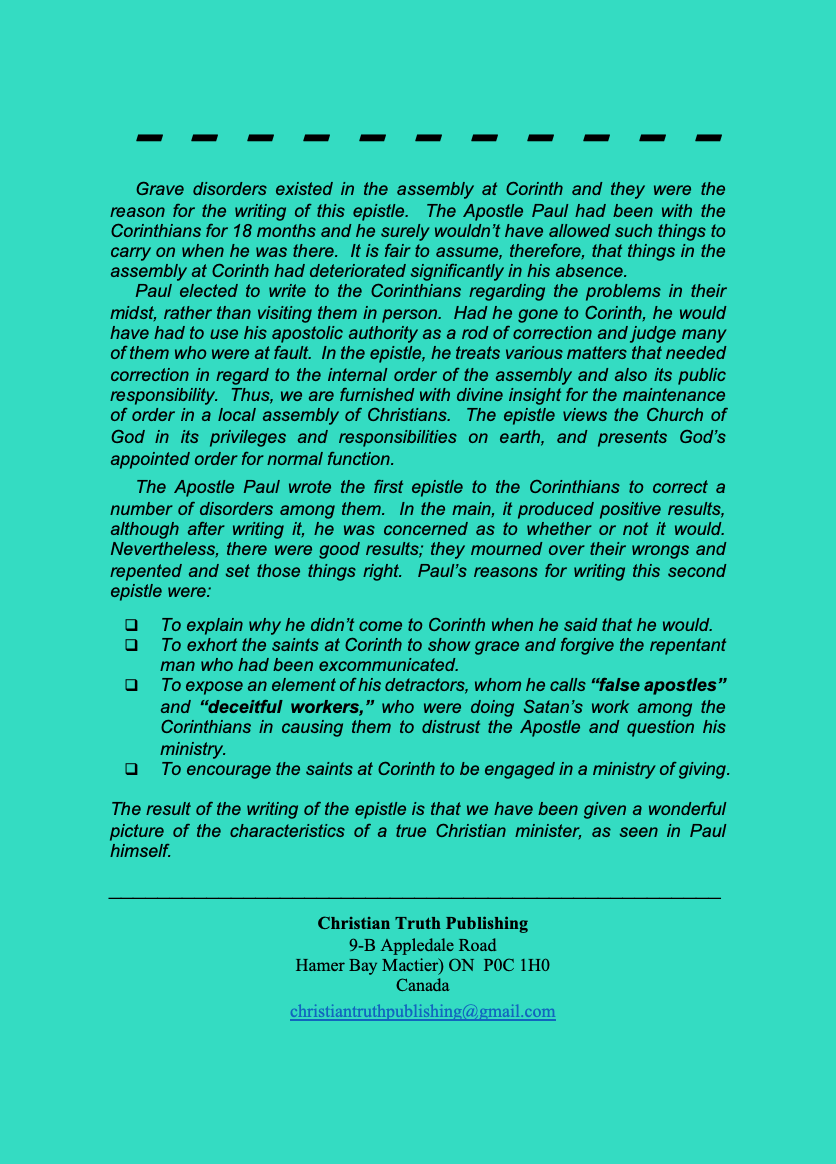 Grave disorders existed in the assembly at Corinth and they were the
reason for the writing of this epistle. The Apostle Paul had been with the
Corinthians for 18 months and he surely wouldn’t have allowed such things to
carry on when he was there. It is fair to assume, therefore, that things in the
assembly at Corinth had deteriorated significantly in his absence.
Paul elected to write to the Corinthians regarding the problems in their
midst, rather than visiting them in person. Had he gone to Corinth, he would
have had to use his apostolic authority as a rod of correction and judge many
of them who were at fault. In the epistle, he treats various matters that needed
correction in regard to the internal order of the assembly and also its public
responsibility. Thus, we are furnished with divine insight for the maintenance
of order in a local assembly of Christians. The epistle views the Church of
God in its privileges and responsibilities on earth, and presents God’s
appointed order for normal function.
The Apostle Paul wrote the first epistle to the Corinthians to correct a
number of disorders among them. In the main, it produced positive results,
although after writing it, he was concerned as to whether or not it would.
Nevertheless, there were good results; they mourned over their wrongs and
repented and set those things right. Paul’s reasons for writing this second
epistle were:
❑ To explain why he didn’t come to Corinth when he said that he would.
❑ To exhort the saints at Corinth to show grace and forgive the repentant
man who had been excommunicated.
❑ To expose an element of his detractors, whom he calls “false apostles”
and “deceitful workers,” who were doing Satan’s work among the
Corinthians in causing them to distrust the Apostle and question his
ministry.
❑ To encourage the saints at Corinth to be engaged in a ministry of giving.
The result of the writing of the epistle is that we have been given a wonderful
picture of the characteristics of a true Christian minister, as seen in Paul
himself.
Christian Truth Publishing
9-B Appledale Road
Hamer Bay Mactier) ON P0C 1H0
Canada
christiantruthpublishing@gmail.com